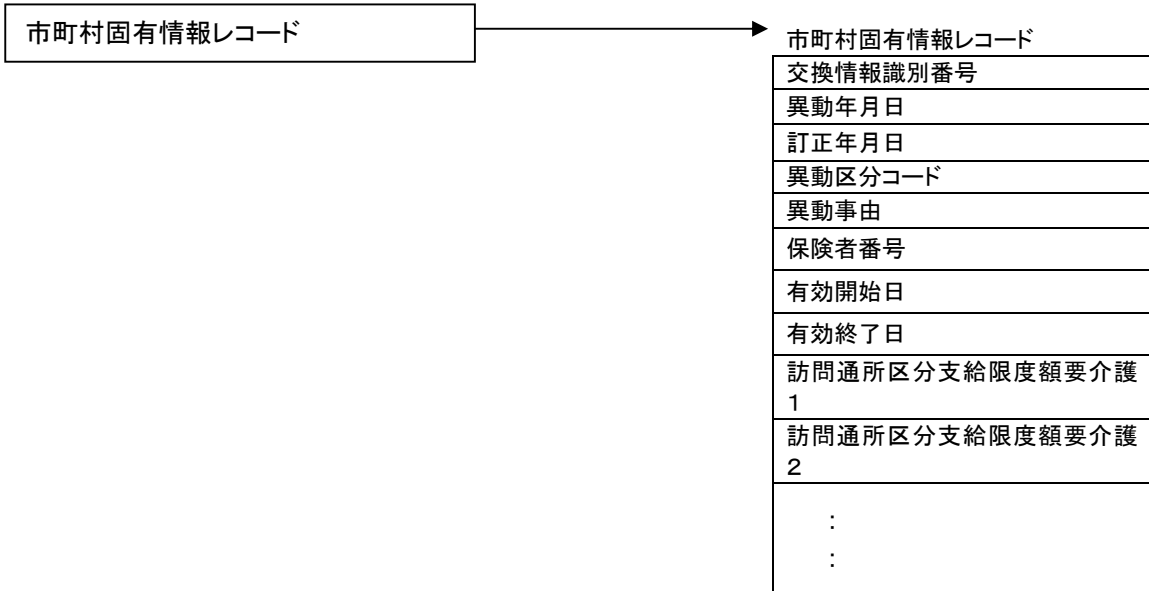 市町村固有情報レコード
市町村固有情報レコード
交換情報識別番号
異動年月日
訂正年月日
異動区分コード
異動事由
保険者番号
有効開始日
有効終了日
訪問通所区分支給限度額要介護
1
訪問通所区分支給限度額要介護
2
:
: